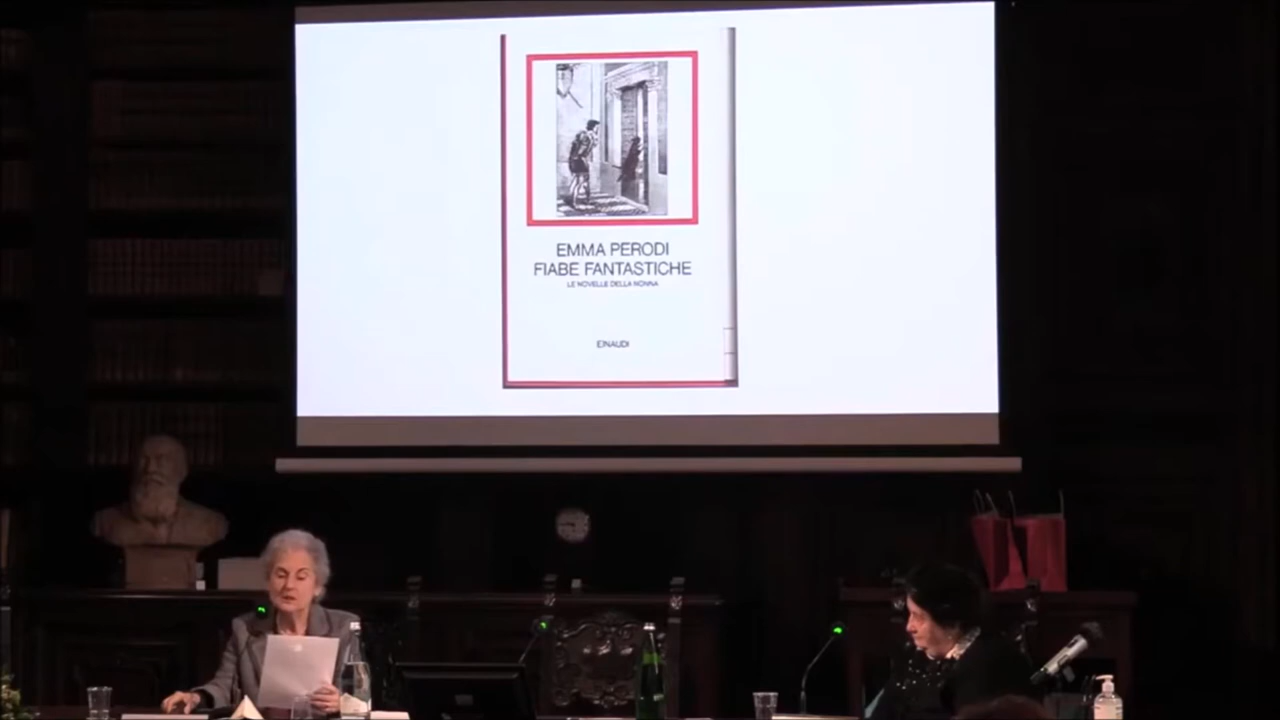 EMMA PERODI
FIABE FANTASTICHE
LE NOVELLE DELLA NONNA
EINAUDI